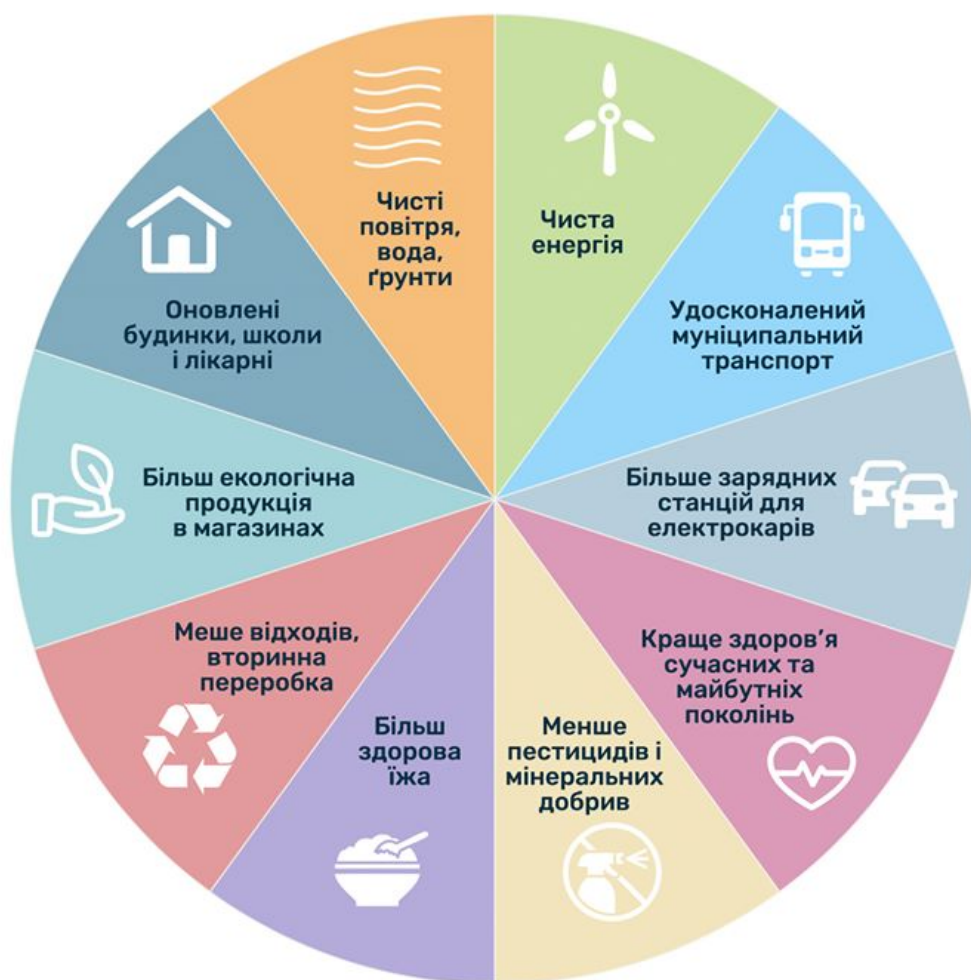 Чиста
енергія
Удосконалений
муніципальний
транспорт
Більше зарядних
станцій для
електрокарів
Краще здоров’я
сучасних та
майбутніх
поколінь
Менше
пестицидів і
мінеральних
добрив
Більш
здорова
їжа
Меше відходів,
вторинна
переробка
Більш екологічна
продукція
в магазинах
Оновлені
будинки, школи
і лікарні
Чисті
повітря,
вода,
ґрунти